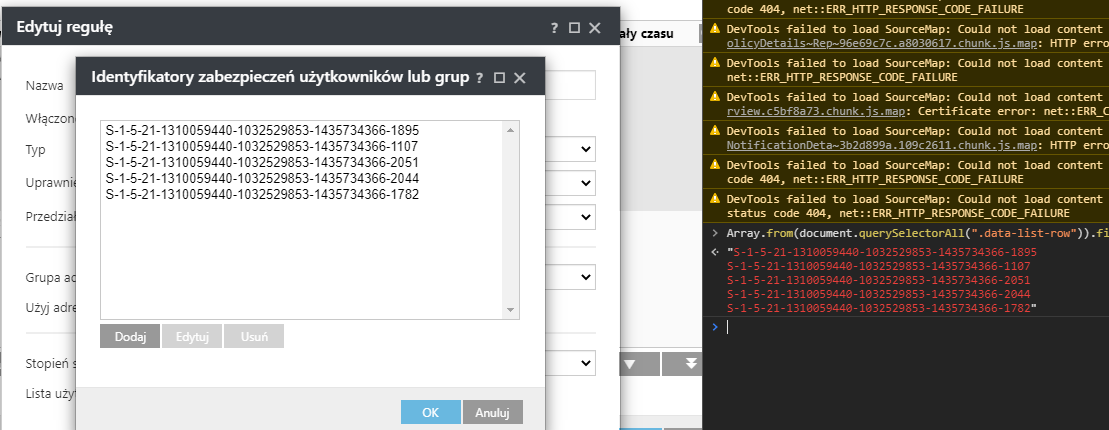 Edytuj regułę
?
ały czasu
Nazwa
Włączono
Typ
Uprawnie
Przedział
Grupa ad
Użyj adre
Stopień s
Lista uży
Identyfikatory zabezpieczeń użytkowników lub grup ?
S-1-5-21-1310059440-1032529853-1435734366-1895
S-1-5-21-1310059440-1032529853-1435734366-1107
S-1-5-21-1310059440-1032529853-1435734366-2051
S-1-5-21-1310059440-1032529853-1435734366-2044
S-1-5-21-1310059440-1032529853-1435734366-1782
Dodaj Edytuj Usuń
OK Anuluj
code 404, net::ERR_HTTP_RESPONSE_CODE_FAILURE
DevTools failed to load SourceMap: Could not load content
olicyDetails~Rep~96e69c7c.a8030617.chunk.js.map: HTTP erro
DevTools failed to load SourceMap: Could not load content
net::ERR_HTTP_RESPONSE_CODE_FAILURE
DevTools failed to load SourceMap: Could not load content
rview.c5bf8a73.chunk.js.map: Certificate error: net::ERR_C
DevTools failed to load SourceMap: Could not load content
NotificationDeta~3b2d899a.109c2611.chunk.js.map: HTTP erro
DevTools failed to load SourceMap: Could not load content
code 404, net::ERR_HTTP_RESPONSE_CODE_FAILURE
DevTools failed to load SourceMap: Could not load content
status code 404, net::ERR_HTTP_RESPONSE_CODE_FAILURE
> Array.from(document.querySelectorAll(".data-list-row")).fi
"S-1-5-21-1310059440-1032529853-1435734366-1895
S-1-5-21-1310059440-1032529853-1435734366-1107
S-1-5-21-1310059440-1032529853-1435734366-2051
S-1-5-21-1310059440-1032529853-1435734366-2044
S-1-5-21-1310059440-1032529853-1435734366-1782"
>